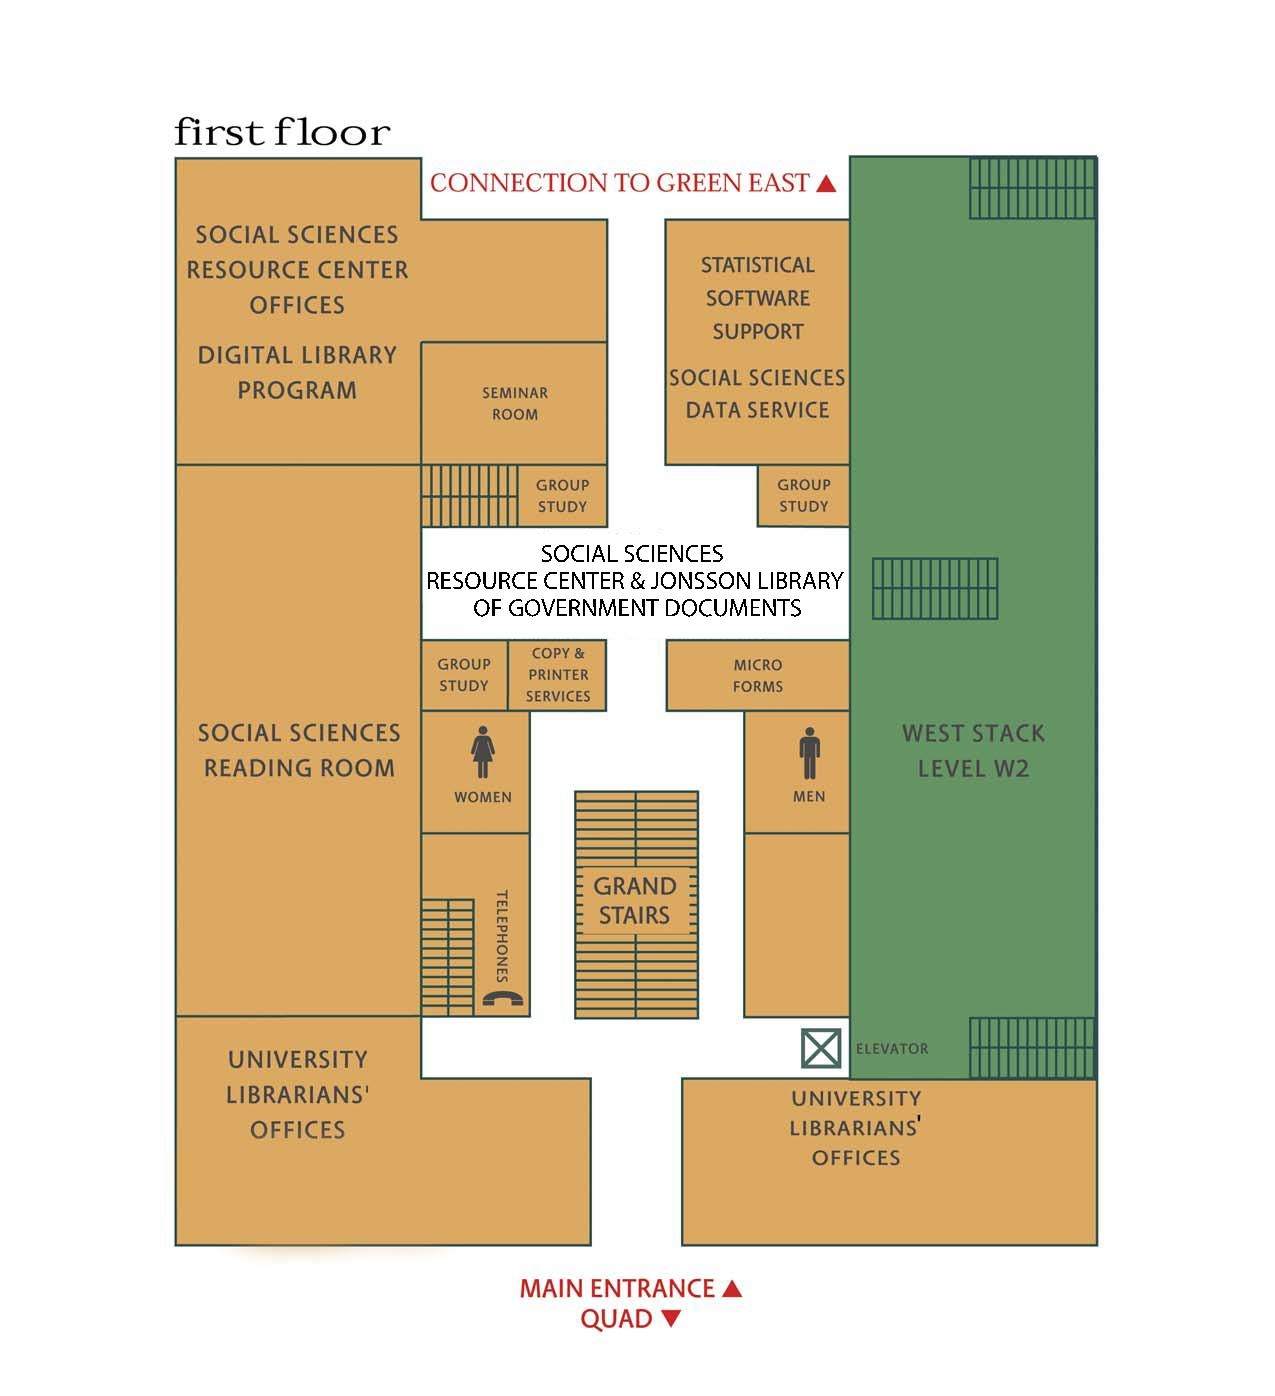 first floor
CONNECTION TO GREEN EAST ▲
SOCIAL SCIENCES
RESOURCE CENTER
OFFICES
DIGITAL LIBRARY
PROGRAM
SEMINAR
ROOM
STATISTICAL
SOFTWARE
SUPPORT
SOCIAL SCIENCES
DATA SERVICE
GROUP
STUDY
GROUP
STUDY
SOCIAL SCIENCES
RESOURCE CENTER & JONSSON LIBRARY
OF GOVERNMENT DOCUMENTS
GROUP
STUDY
COPY &
PRINTER
SERVICES
MICRO
FORMS
SOCIAL SCIENCES
READING ROOM
WOMEN
MEN
WEST STACK
LEVEL W2
GRAND
STAIRS
TELEPHONES
ELEVATOR
UNIVERSITY
LIBRARIANS'
OFFICES
UNIVERSITY
LIBRARIANS'
OFFICES
MAIN ENTRANCE ▲
QUAD ▼